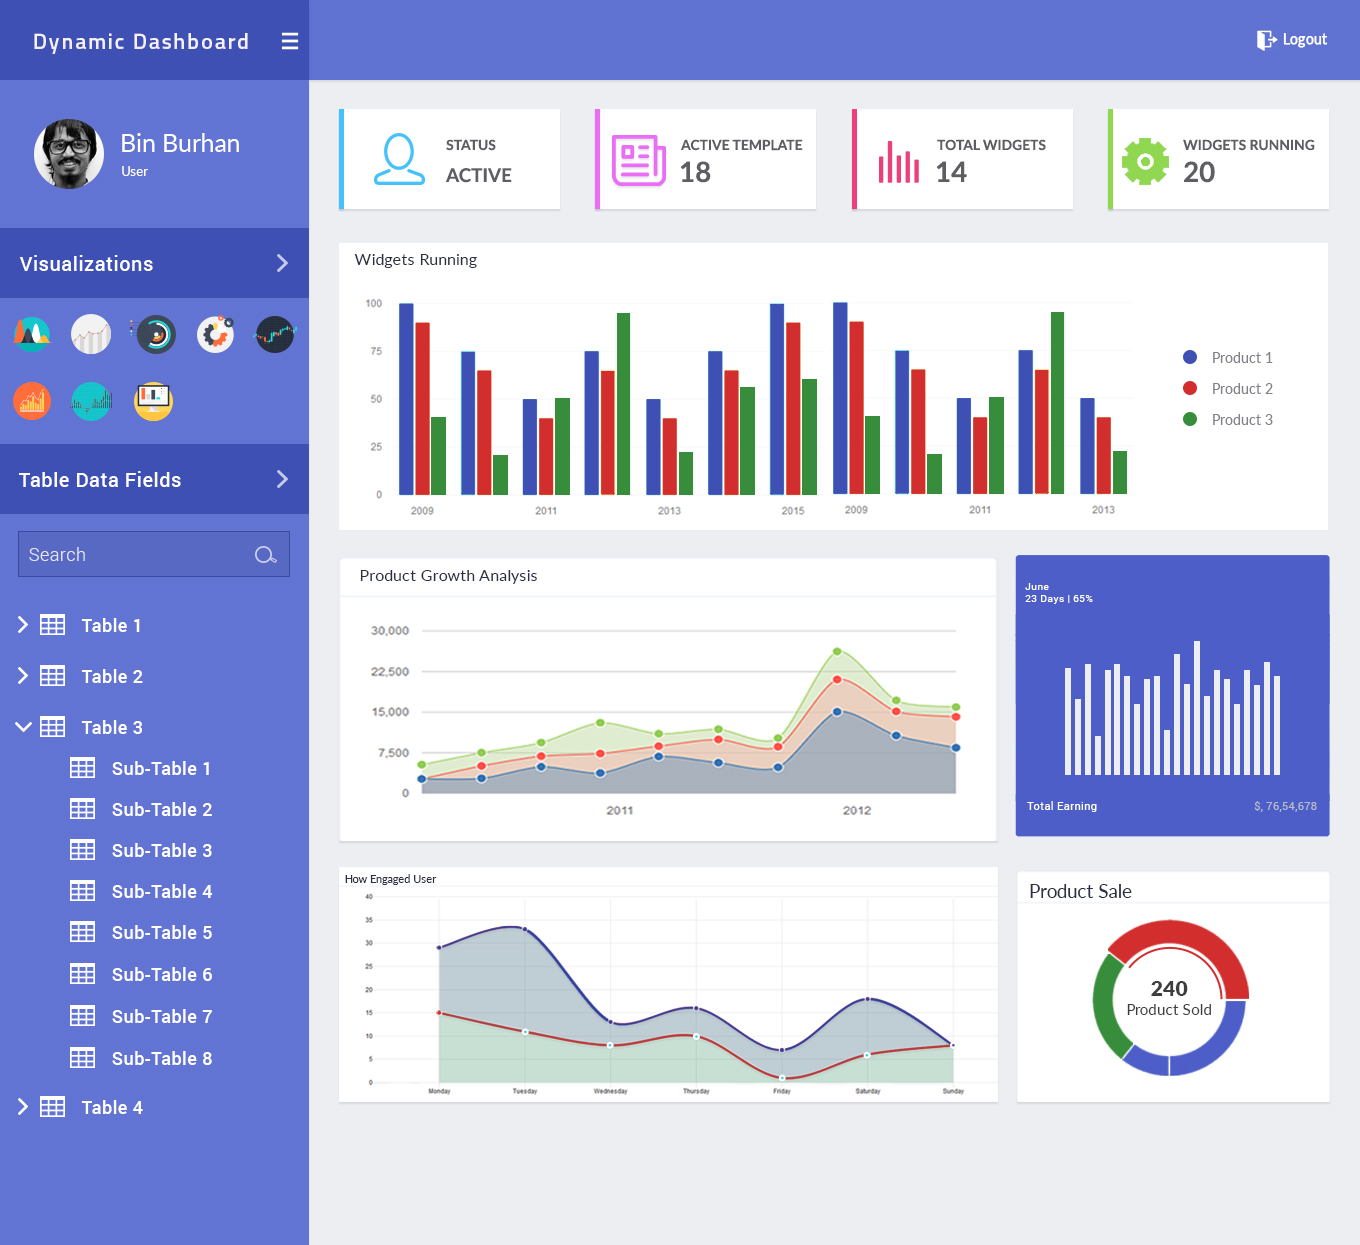 Dynamic Dashboard
Logout
Bin Burhan
User
Visualizations
Table Data Fields
Search
Table 1
Table 2
Table 3
Sub-Table 1
Sub-Table 2
Sub-Table 3
Sub-Table 4
Sub-Table 5
Sub-Table 6
Sub-Table 7
Sub-Table 8
Table 4
STATUS
ACTIVE
ACTIVE TEMPLATE
18
TOTAL WIDGETS
14
WIDGETS RUNNING
20
Widgets Running
100
75
50
25
0
2009 2011 2013 2015 2009 2011 2013
Product 1
Product 2
Product 3
Product Growth Analysis
30,000
22,500
15,000
7,500
0
2011 2012
June
23 Days | 65%
Total Earning $, 76,54,678
How Engaged User
40
35
30
25
20
15
10
5
0
Monday Tuesday Wednesday Thursday Friday Saturday Sunday
Product Sale
240
Product Sold